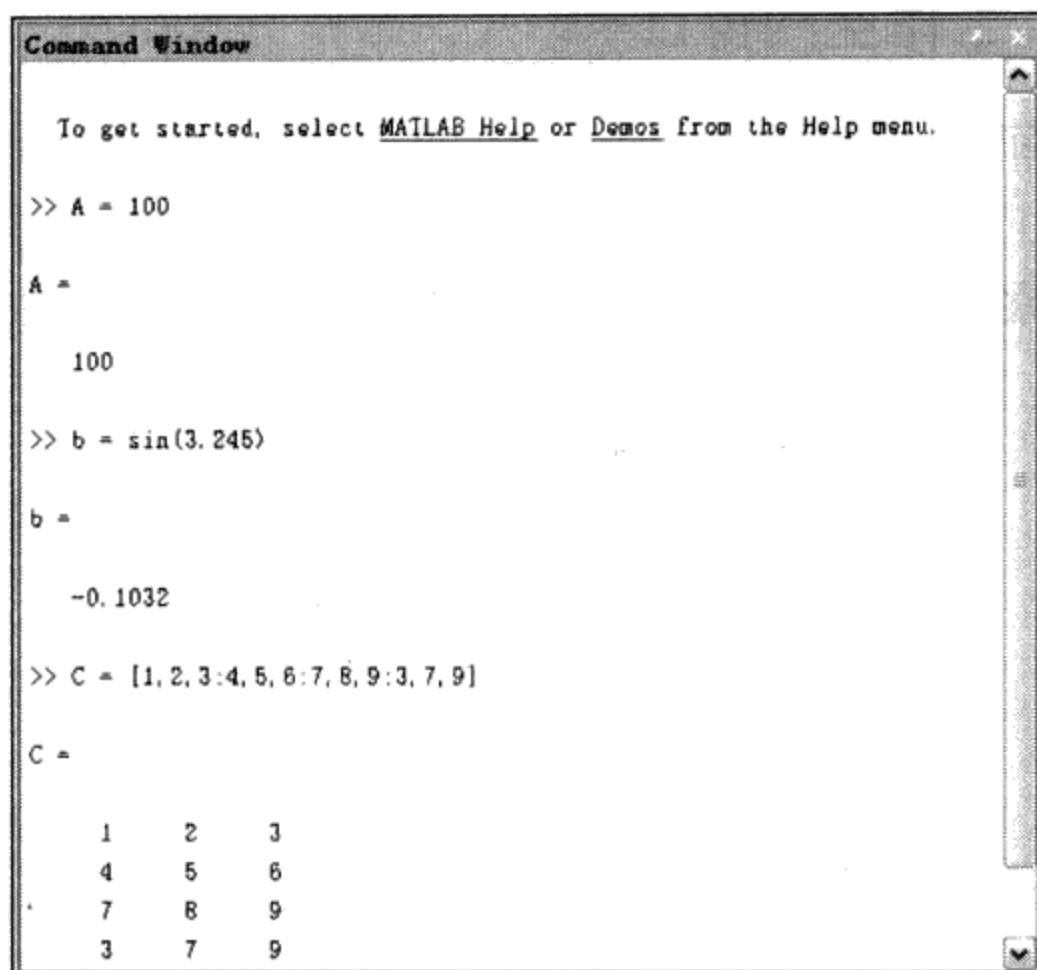 Command Window
To get started, select MATLAB Help or Demos from the Help menu.
>> A = 100
A =
100
>> b = sin(3.245)
b =
-0.1032
>> C = [1,2,3:4,5,6:7,8,9:3,7,9]
C =
1 2 3
4 5 6
7 8 9
3 7 9